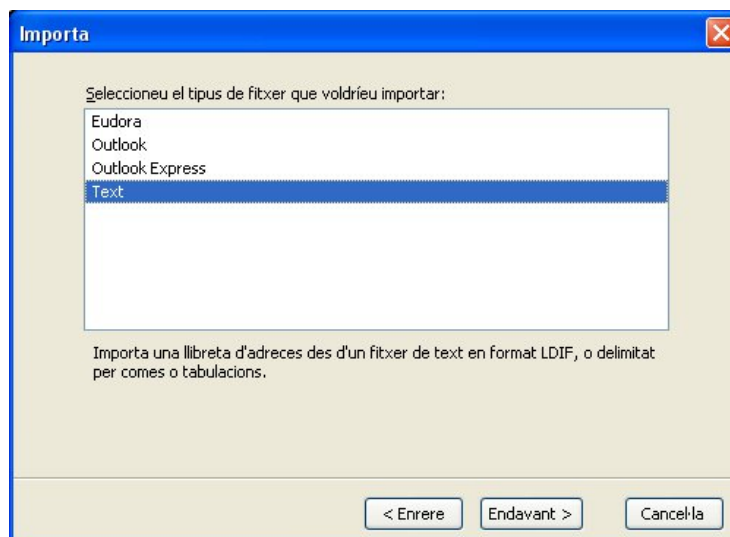 Importa
Seleccioneu el tipus de fitxer que voldríeu importar:
Eudora
Outlook
Outlook Express
Text
Importa una llibreta d'adreces des d'un fitxer de text en format LDIF, o delimitat
per comes o tabulacions.
< Enrere
Endavant >
Cancel·la